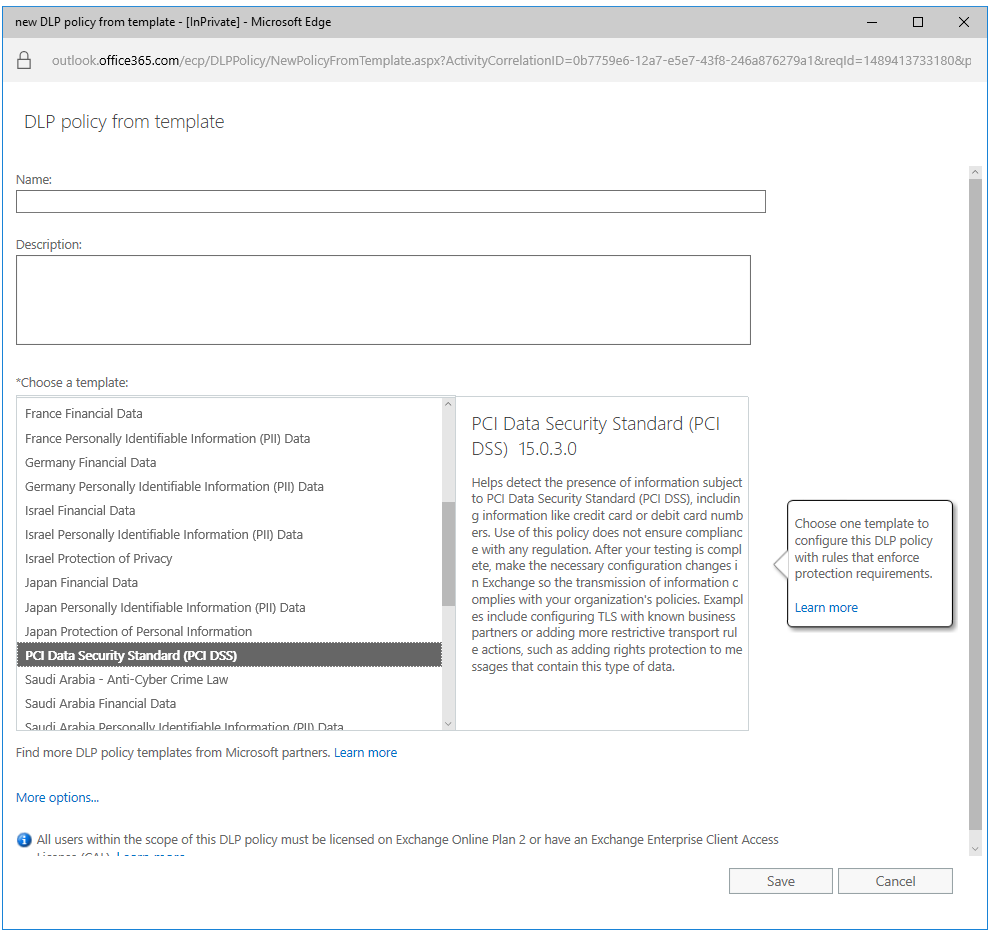 new DLP policy from template - [InPrivate] - Microsoft Edge
outlook.office365.com/ecp/DLPPolicy/NewPolicyFromTemplate.aspx?ActivityCorrelationID=0b7759e6-12a7-e5e7-43f8-246a876279a1&reqId=1489413733180&p
DLP policy from template
Name:
Description:
*Choose a template:
France Financial Data
France Personally Identifiable Information (PII) Data
Germany Financial Data
Germany Personally Identifiable Information (PII) Data
Israel Financial Data
Israel Personally Identifiable Information (PII) Data
Israel Protection of Privacy
Japan Financial Data
Japan Personally Identifiable Information (PII) Data
Japan Protection of Personal Information
PCI Data Security Standard (PCI DSS)
Saudi Arabia - Anti-Cyber Crime Law
Saudi Arabia Financial Data
Saudi Arabia Personally Identifiable Information (PII) Data
PCI Data Security Standard (PCI
DSS) 15.0.3.0
Helps detect the presence of information subject
to PCI Data Security Standard (PCI DSS), includin
g information like credit card or debit card numb
ers. Use of this policy does not ensure complianc
e with any regulation. After your testing is compl
ete, make the necessary configuration changes i
n Exchange so the transmission of information c
omplies with your organization's policies. Exampl
es include configuring TLS with known business
partners or adding more restrictive transport rul
e actions, such as adding rights protection to me
ssages that contain this type of data.
Choose one template to
configure this DLP policy
with rules that enforce
protection requirements.
Learn more
Find more DLP policy templates from Microsoft partners. Learn more
More options...
All users within the scope of this DLP policy must be licensed on Exchange Online Plan 2 or have an Exchange Enterprise Client Access
License (CAL). Learn more
Save
Cancel